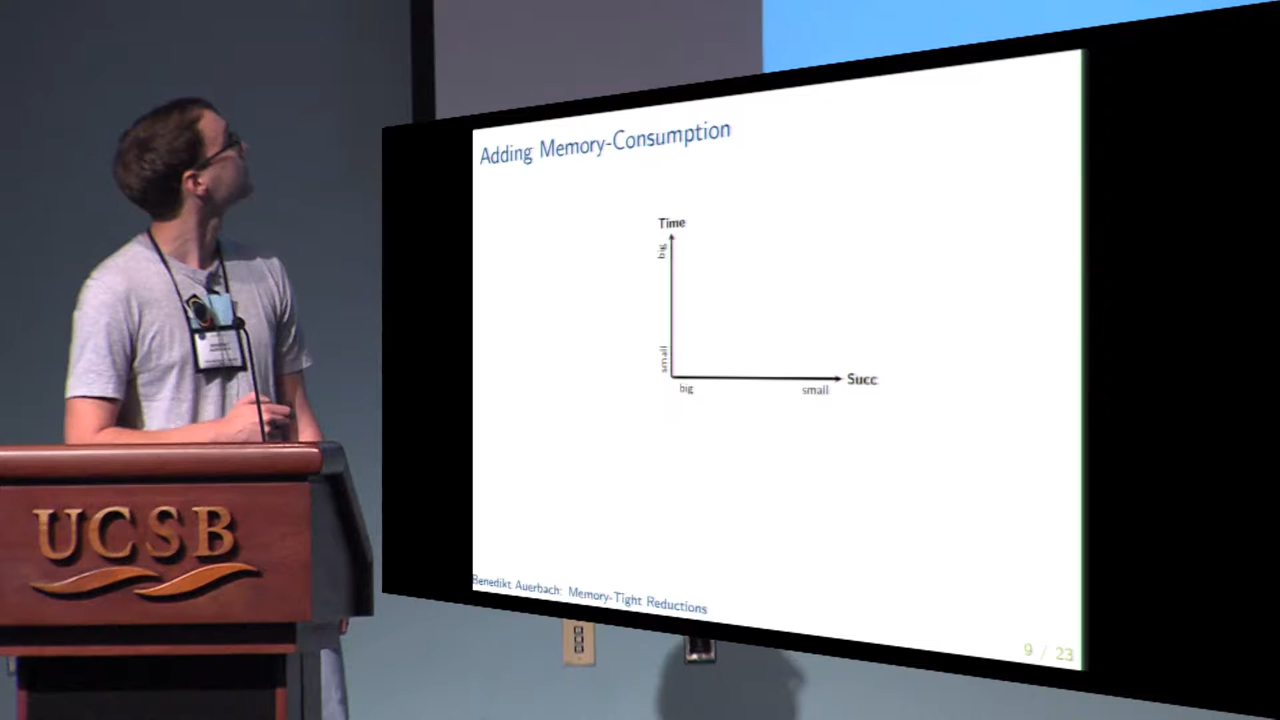 Adding Memory-Consumption
Time
big
small
big
small
Succ
UCSB
Benedikt Auerbach: Memory-Tight Reductions
9 / 23